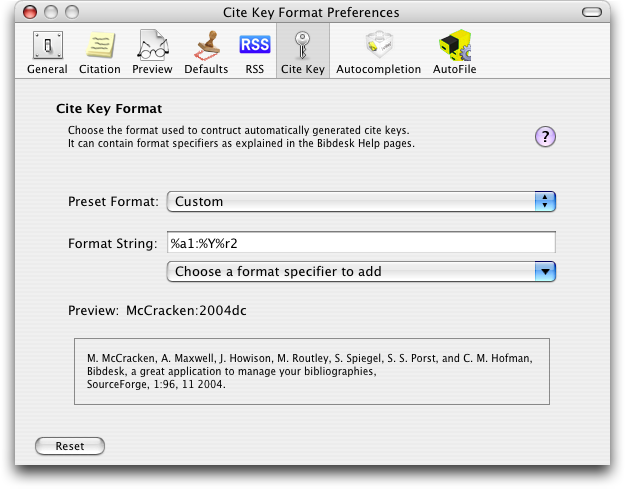 Cite Key Format Preferences
General Citation Preview Defaults RSS RSS Cite Key Autocompletion AutoFile
Cite Key Format
Choose the format used to contruct automatically generated cite keys.
It can contain format specifiers as explained in the Bibdesk Help pages.
?
Preset Format: Custom
Format String: %a1:%Y%r2
Choose a format specifier to add
Preview: McCracken:2004dc
M. McCracken, A. Maxwell, J. Howison, M. Routley, S. Spiegel, S. S. Porst, and C. M. Hofman,
Bibdesk, a great application to manage your bibliographies,
SourceForge, 1:96, 11 2004.
Reset